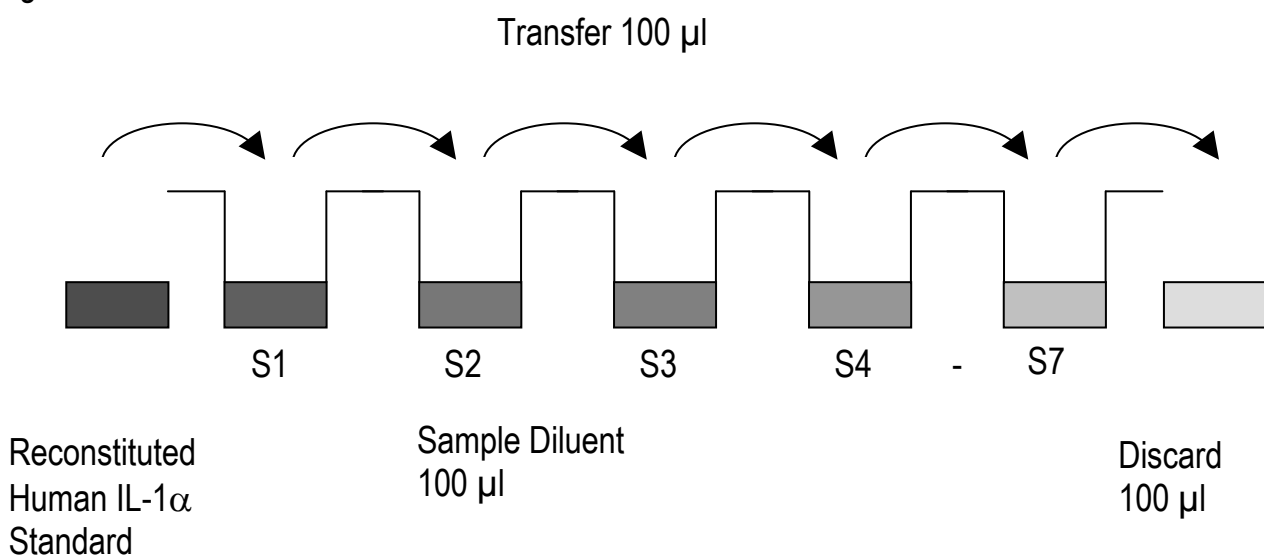 Transfer 100 µl
S1 S2 S3 S4 - S7
Reconstituted
Human IL-1α
Standard
Sample Diluent
100 µl
Discard
100 µl